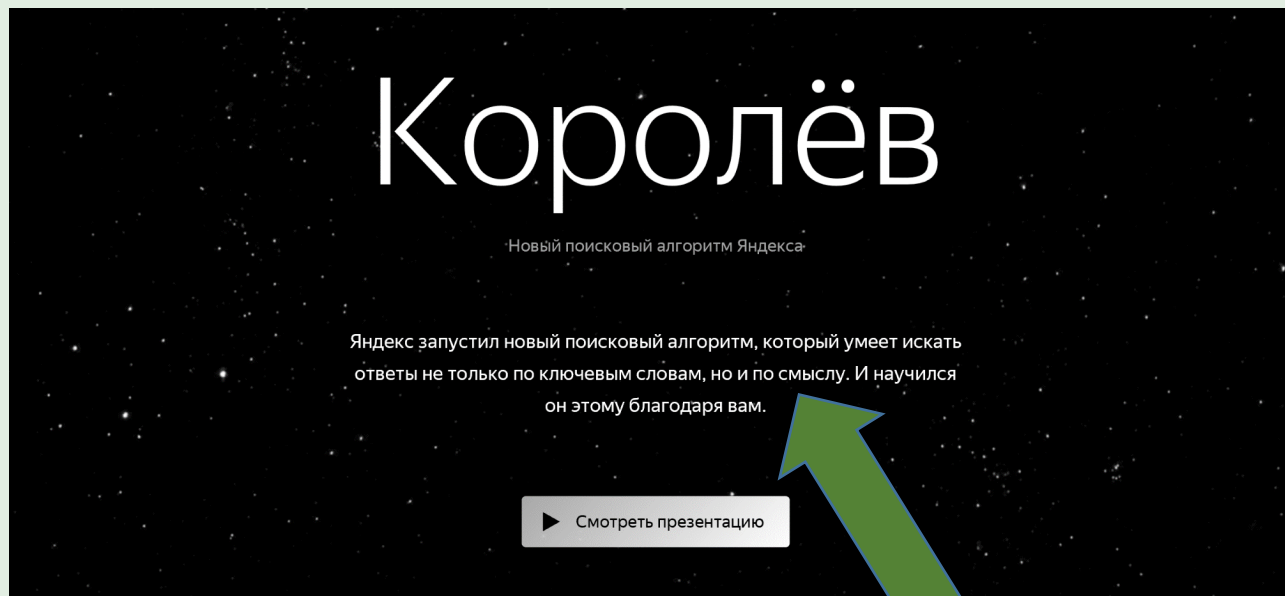 Королёв
Новый поисковый алгоритм Яндекса
Яндекс запустил новый поисковый алгоритм, который умеет искать
ответы не только по ключевым словам, но и по смыслу. И научился
он этому благодаря вам.
Смотреть презентацию